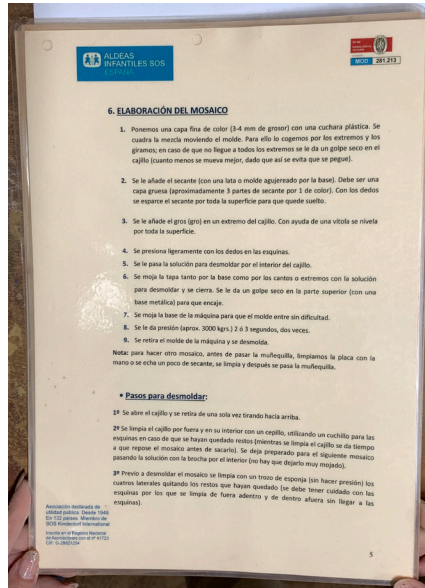 ALDEAS
INFANTILES SOS
ESPAÑA
MOD 281.213
6. ELABORACIÓN DEL MOSAICO
1. Ponemos una capa fina de color (3-4 mm de grosor) con una cuchara plástica. Se
cuadra la mezcla moviendo el molde. Para ello lo cogemos por los extremos y los
giramos; en caso de que no llegue a todos los extremos se le da un golpe seco en el
cajillo (cuanto menos se mueva mejor, dado que así se evita que se pegue).
2. Se le añade el secante (con una lata o molde agujereado por la base). Debe ser una
capa gruesa (aproximadamente 3 partes de secante por 1 de color). Con los dedos
se esparce el secante por toda la superficie para que quede suelto.
3. Se le añade el gros (gro) en un extremo del cajillo. Con ayuda de una vitola se nivela
por toda la superficie.
4. Se presiona ligeramente con los dedos en las esquinas.
5. Se le pasa la solución para desmoldar por el interior del cajillo.
6. Se moja la tapa tanto por la base como por los cantos o extremos con la solución
para desmoldar y se cierra. Se le da un golpe seco en la parte superior (con una
base metálica) para que encaje.
7. Se moja la base de la máquina para que el molde entre sin dificultad.
8. Se le da presión (aprox. 3000 kgrs.) 2 ó 3 segundos, dos veces.
9. Se retira el molde de la máquina y se desmolda.
Nota: para hacer otro mosaico, antes de pasar la muñequilla, limpiamos la placa con la
mano o se echa un poco de secante, se limpia y después se pasa la muñequilla.
• Pasos para desmoldar:
1º Se abre el cajillo y se retira de una sola vez tirando hacia arriba.
2º Se limpia el cajillo por fuera y en su interior con un cepillo, utilizando un cuchillo para las
esquinas en caso de que se hayan quedado restos (mientras se limpia el cajillo se da tiempo
a que repose el mosaico antes de sacarlo). Se deja preparado para el siguiente mosaico
pasando la solución con la brocha por el interior (no hay que dejarlo muy mojado).
3º Previo a desmoldar el mosaico se limpia con un trozo de esponja (sin hacer presión) los
cuatros laterales quitando los restos que hayan quedado (se debe tener cuidado con las
esquinas por los que se limpia de fuera adentro y de dentro afuera sin llegar a las
esquinas).
Asociación declarada de
utilidad pública. Desde 1949
En 132 países. Miembro de
SOS Kinderdorf International
Inscrita en el Registro Nacional
de Asociaciones con el nº 41723
CIF: G-28821254
5